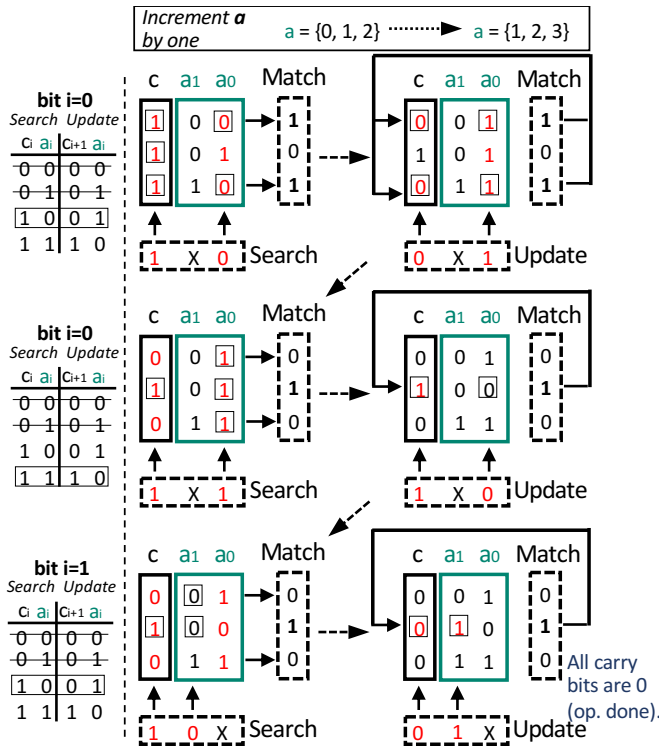 Increment a by one
a = {0, 1, 2} a = {1, 2, 3}
bit i=0
Search Update
ci ai ci+1 ai
0 0 0 0
0 1 0 1
1 0 0 1
1 1 1 0
c a1 a0 Match
1 0 0 1
1 0 1 0
1 1 0 1
1 X 0 Search
c a1 a0 Match
0 0 1 1
1 0 1 0
0 1 1 1
0 X 1 Update
bit i=0
Search Update
ci ai ci+1 ai
0 0 0 0
0 1 0 1
1 0 0 1
1 1 1 0
c a1 a0 Match
0 0 1 0
1 0 1 1
0 1 1 0
1 X 1 Search
c a1 a0 Match
0 0 1 0
1 0 0 1
0 1 1 0
1 X 0 Update
bit i=1
Search Update
ci ai ci+1 ai
0 0 0 0
0 1 0 1
1 0 0 1
1 1 1 0
c a1 a0 Match
0 0 1 0
1 0 0 1
0 1 1 0
1 0 X Search
c a1 a0 Match
0 0 1 0
0 1 0 1
0 1 1 0
0 1 X Update
All carry
bits are 0
(op. done).